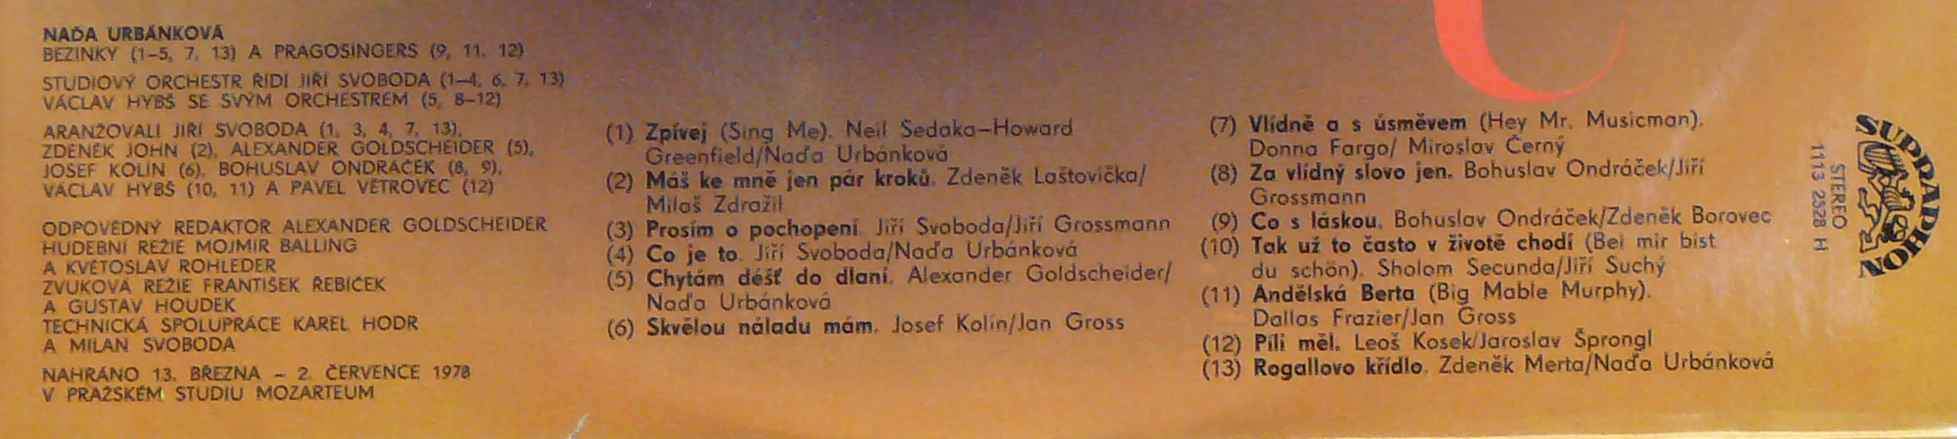 NAĎA URBÁNKOVÁ
BEZINKY (1–5, 7, 13) A PRAGOSINGERS (9, 11, 12)
STUDIOVÝ ORCHESTR ŘÍDÍ JIŘÍ SVOBODA (1–4, 6, 7, 13)
VÁCLAV HYBŠ SE SVÝM ORCHESTREM (5, 8–12)
ARANŽOVALI JIŘÍ SVOBODA (1, 3, 4, 7, 13),
ZDENĚK JOHN (2), ALEXANDER GOLDSCHEIDER (5),
JOSEF KOLÍN (6), BOHUSLAV ONDRÁČEK (8, 9),
VÁCLAV HYBŠ (10, 11) A PAVEL VĚTROVEC (12)
ODPOVĚDNÝ REDAKTOR ALEXANDER GOLDSCHEIDER
HUDEBNÍ REŽIE MOJMÍR BALLING
A KVĚTOSLAV ROHLEDER
ZVUKOVÁ REŽIE FRANTIŠEK ŘEBÍČEK
A GUSTAV HOUDEK
TECHNICKÁ SPOLUPRÁCE KAREL HODR
A MILAN SVOBODA
NAHRÁNO 13. BŘEZNA – 2. ČERVENCE 1978
V PRAŽSKÉM STUDIU MOZARTEUM
(1) Zpívej (Sing Me). Neil Sedaka–Howard
Greenfield/Naďa Urbánková
(2) Máš ke mně jen pár kroků. Zdeněk Laštovička/
Miloš Zdražil
(3) Prosím o pochopení. Jiří Svoboda/Jiří Grossmann
(4) Co je to. Jiří Svoboda/Naďa Urbánková
(5) Chytám déšť do dlaní. Alexander Goldscheider/
Naďa Urbánková
(6) Skvělou náladu mám. Josef Kolín/Jan Gross
(7) Vlídně a s úsměvem (Hey Mr. Musicman).
Donna Fargo/ Miroslav Černý
(8) Za vlídný slovo jen. Bohuslav Ondráček/Jiří
Grossmann
(9) Co s láskou. Bohuslav Ondráček/Zdeněk Borovec
(10) Tak už to často v životě chodí (Bei mir bist
du schön). Sholom Secunda/Jiří Suchý
(11) Andělská Berta (Big Mable Murphy).
Dallas Frazier/Jan Gross
(12) Píli měl. Leoš Kosek/Jaroslav Šprongl
(13) Rogallovo křídlo. Zdeněk Merta/Naďa Urbánková
STEREO
1113 2528 H
SUPRAPHON